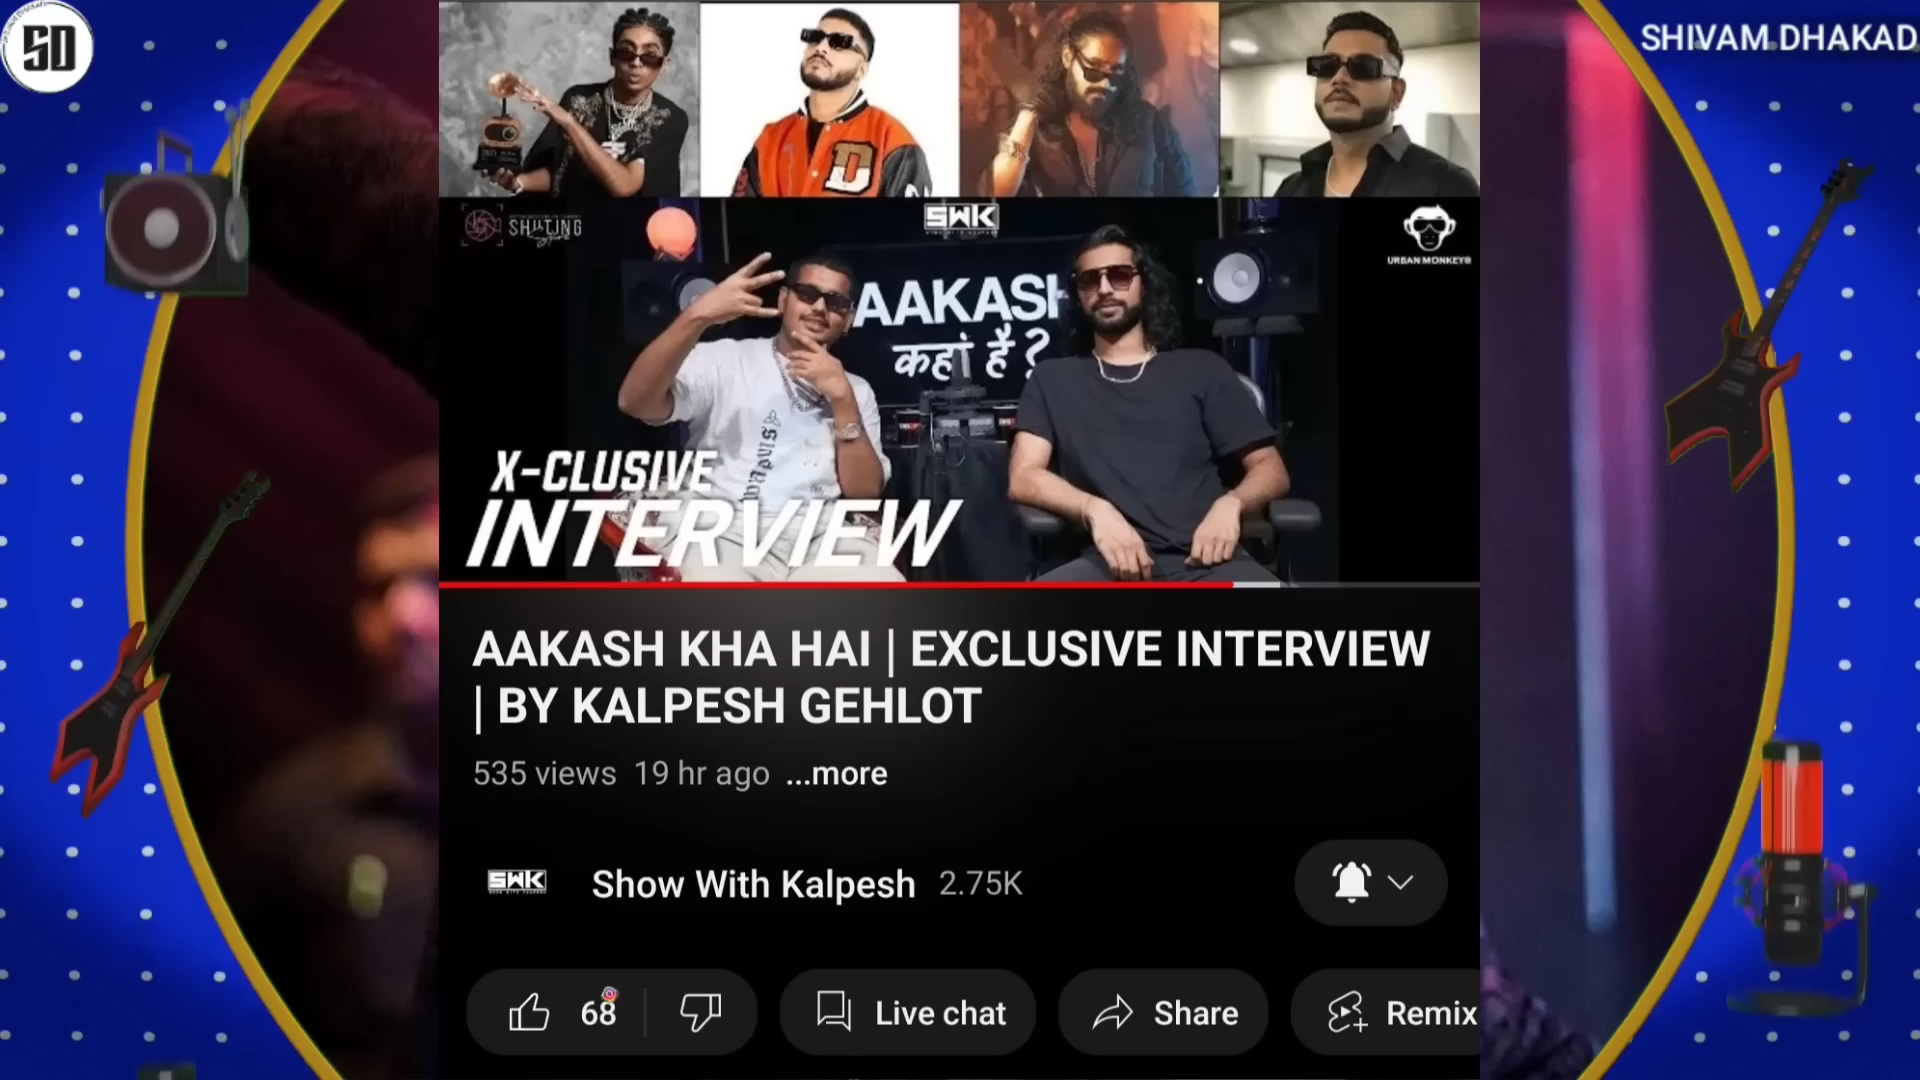 SD
SHIVAM DHAKAD
D
SHUTING
SWK
URBAN MONKEY®
AAKASH
कहां है ?
X-CLUSIVE
INTERVIEW
AAKASH KHA HAI | EXCLUSIVE INTERVIEW
| BY KALPESH GEHLOT
535 views 19 hr ago ...more
SWK
Show With Kalpesh 2.75K
68
Live chat
Share
Remix